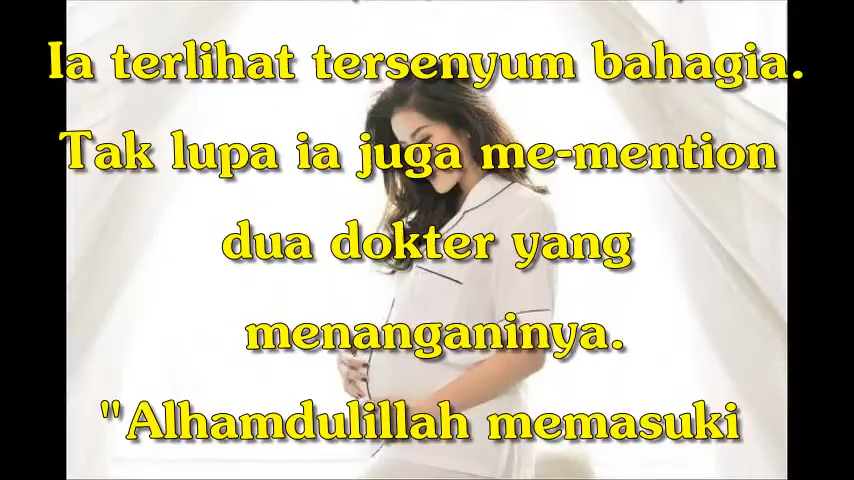 Ia terlihat tersenyum bahagia.
Tak lupa ia juga me-mention
dua dokter yang
menanganinya.
"Alhamdulillah memasuki